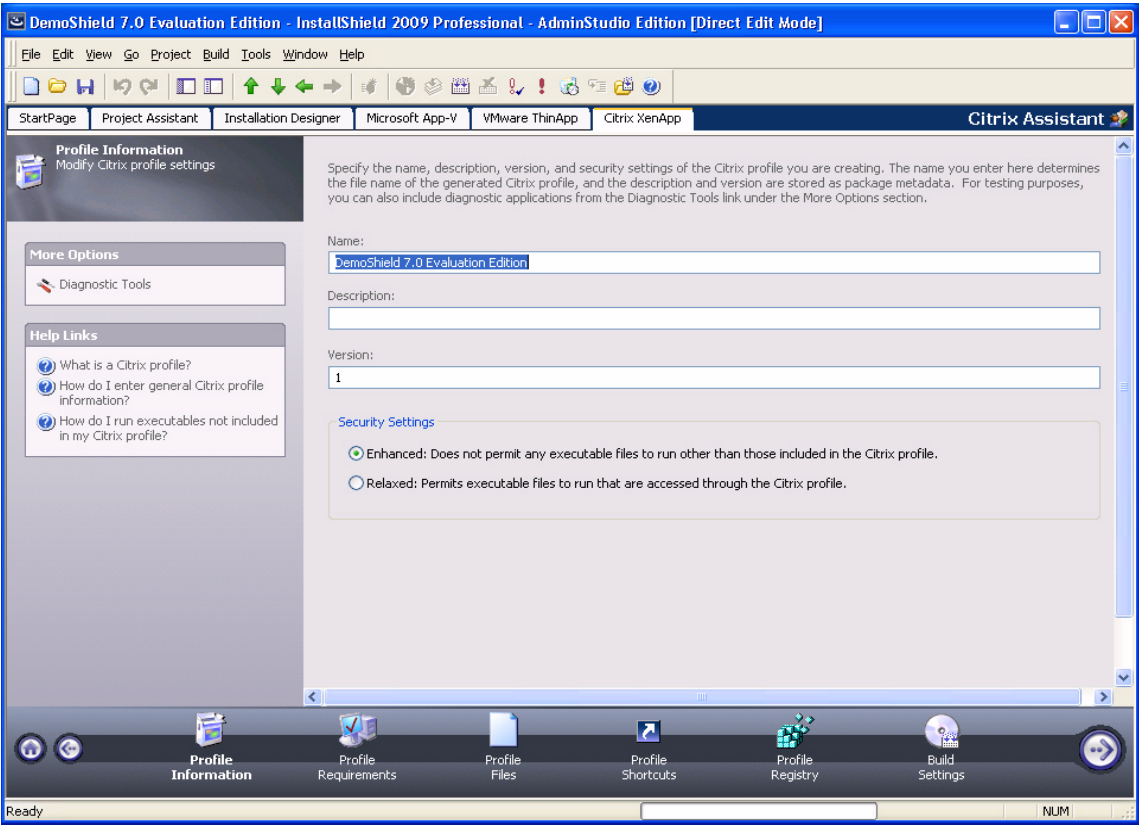 DemoShield 7.0 Evaluation Edition - InstallShield 2009 Professional - AdminStudio Edition [Direct Edit Mode]
File Edit View Go Project Build Tools Window Help
StartPage Project Assistant Installation Designer Microsoft App-V VMware ThinApp Citrix XenApp Citrix Assistant
Profile Information
Modify Citrix profile settings
More Options
Diagnostic Tools
Help Links
What is a Citrix profile?
How do I enter general Citrix profile
information?
How do I run executables not included
in my Citrix profile?
Specify the name, description, version, and security settings of the Citrix profile you are creating. The name you enter here determines
the file name of the generated Citrix profile, and the description and version are stored as package metadata. For testing purposes,
you can also include diagnostic applications from the Diagnostic Tools link under the More Options section.
Name:
DemoShield 7.0 Evaluation Edition
Description:
Version:
1
Security Settings
Enhanced: Does not permit any executable files to run other than those included in the Citrix profile.
Relaxed: Permits executable files to run that are accessed through the Citrix profile.
Profile
Information
Profile
Requirements
Profile
Files
Profile
Shortcuts
Profile
Registry
Build
Settings
Ready NUM